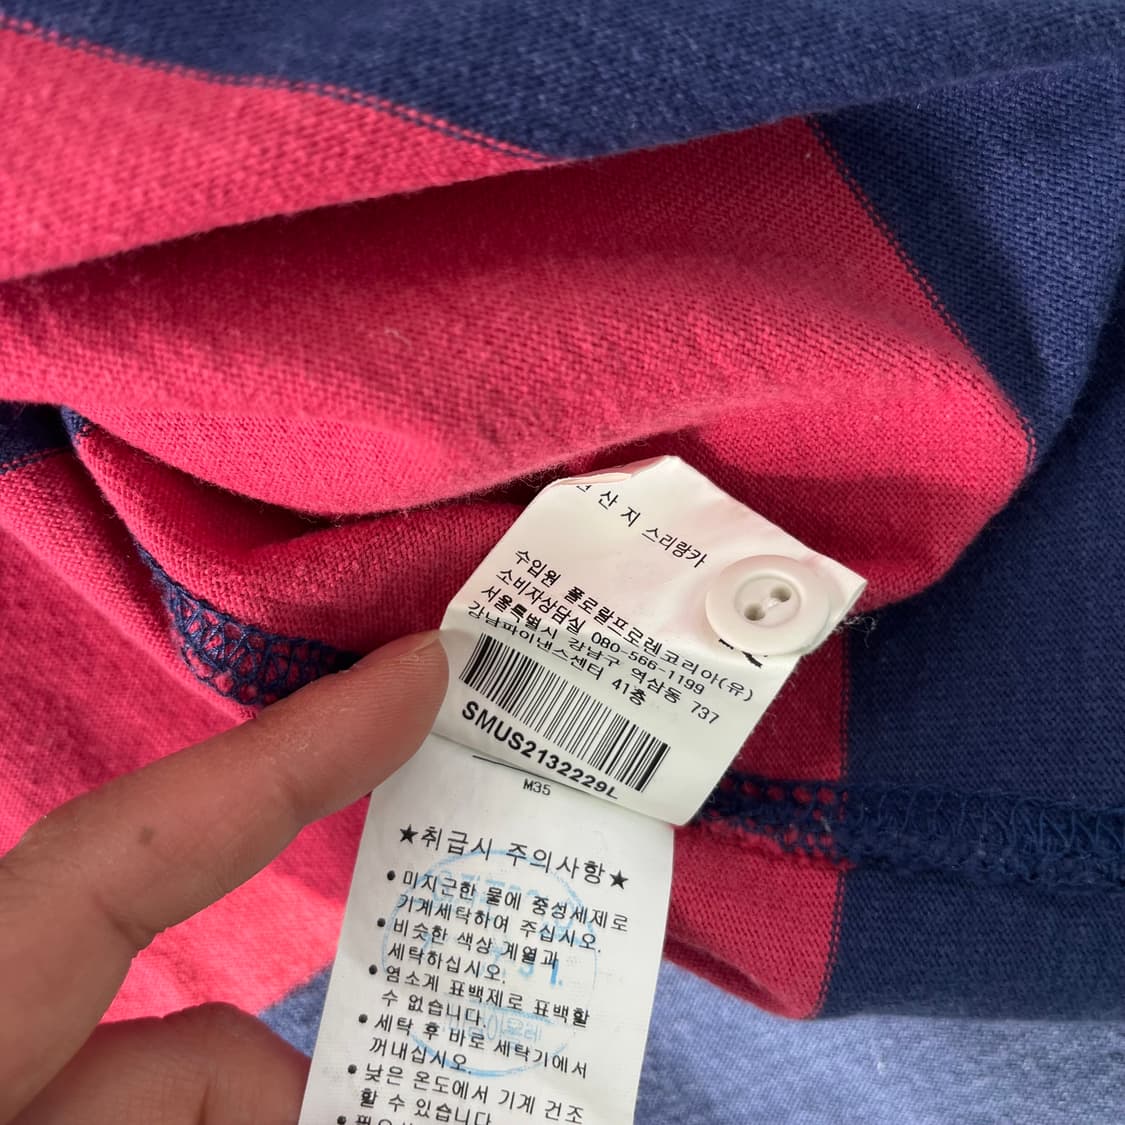 산 지 스리랑카
수입원 폴로랄프로렌코리아(유)
소비자상담실 080-566-1199
서울특별시 강남구 역삼동 737
강남파이낸스센터 41층
SMUS2132229L
M35
★취급시 주의사항★
• 미지근한 물에 중성세제로
기계세탁하여 주십시오.
• 비슷한 색상 계열과
세탁하십시오.
• 염소계 표백제로 표백할
수 없습니다.
• 세탁 후 바로 세탁기에서
꺼내십시오.
• 낮은 온도에서 기계 건조
할 수 있습니다.